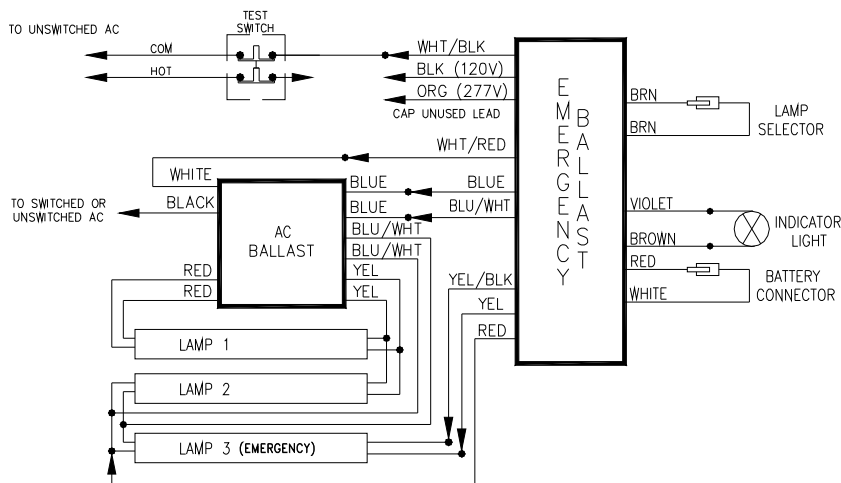 TEST
SWITCH
TO UNSWITCHED AC
COM
HOT
WHT/BLK
BLK (120V)
ORG (277V)
CAP UNUSED LEAD
EMERGENCY
BALLAST
BRN
BRN
LAMP
SELECTOR
WHT/RED
WHITE
BLACK
TO SWITCHED OR
UNSWITCHED AC
AC
BALLAST
BLUE
BLUE
BLUE
BLU/WHT
BLU/WHT
BLU/WHT
VIOLET
BROWN
INDICATOR
LIGHT
RED
WHITE
BATTERY
CONNECTOR
RED
RED
YEL
YEL
YEL/BLK
YEL
RED
LAMP 1
LAMP 2
LAMP 3 (EMERGENCY)